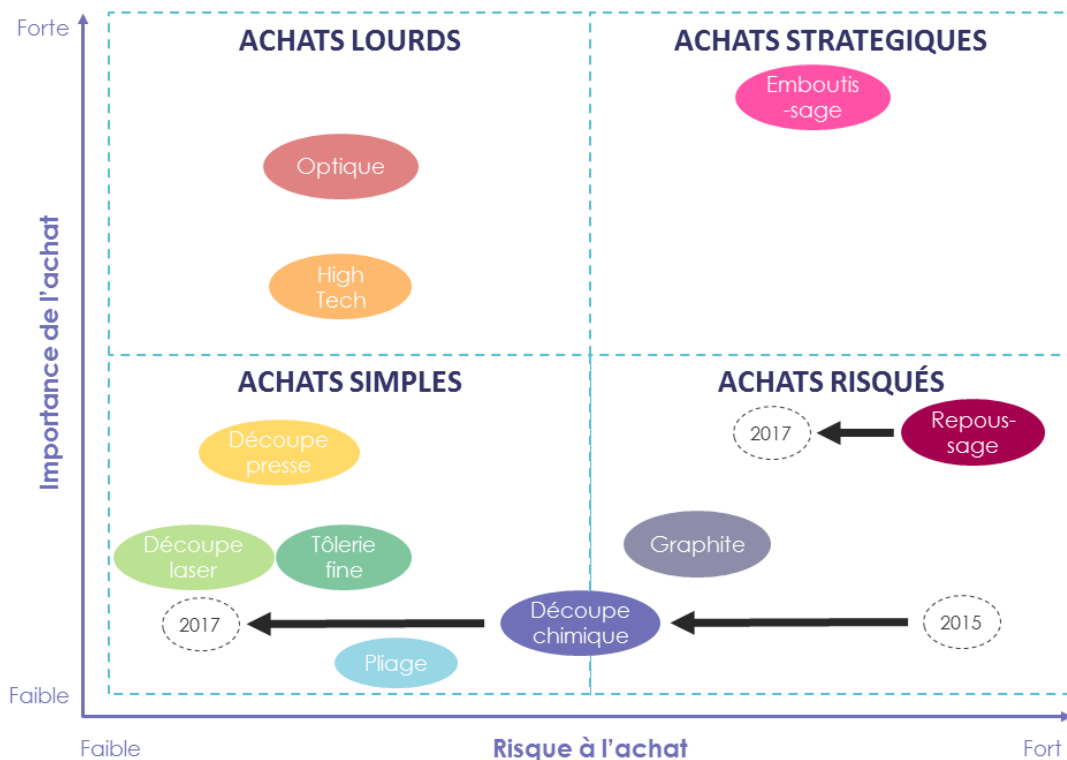 Forte
ACHATS LOURDS
ACHATS STRATEGIQUES
Emboutis
-sage
Optique
High
Tech
Importance de l'achat
ACHATS SIMPLES
ACHATS RISQUÉS
Découpe
presse
2017
Repous-
sage
Découpe
laser
Tôlerie
fine
Graphite
2017
Découpe
chimique
2015
Pliage
Faible
Faible
Risque à l'achat
Fort